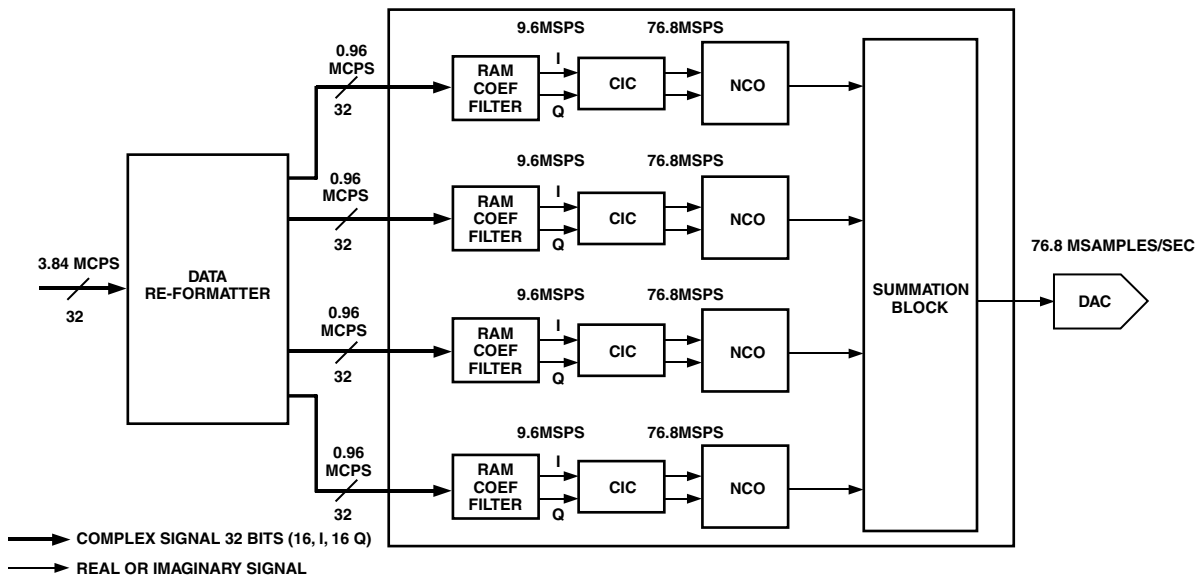 9.6MSPS
76.8MSPS
0.96
MCPS
32
RAM
COEF
FILTER
I
Q
CIC
NCO
9.6MSPS
76.8MSPS
0.96
MCPS
32
RAM
COEF
FILTER
I
Q
CIC
NCO
3.84 MCPS
32
DATA
RE-FORMATTER
SUMMATION
BLOCK
76.8 MSAMPLES/SEC
DAC
9.6MSPS
76.8MSPS
0.96
MCPS
32
RAM
COEF
FILTER
I
Q
CIC
NCO
9.6MSPS
76.8MSPS
0.96
MCPS
32
RAM
COEF
FILTER
I
Q
CIC
NCO
COMPLEX SIGNAL 32 BITS (16, I, 16 Q)
REAL OR IMAGINARY SIGNAL